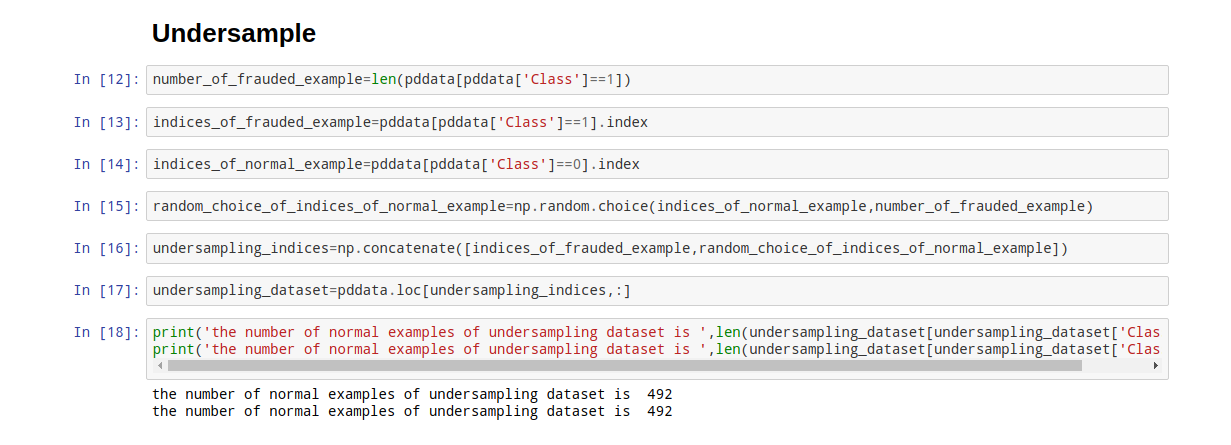 Undersample
In [12]: number_of_frauded_example=len(pddata[pddata['Class']==1])
In [13]: indices_of_frauded_example=pddata[pddata['Class']==1].index
In [14]: indices_of_normal_example=pddata[pddata['Class']==0].index
In [15]: random_choice_of_indices_of_normal_example=np.random.choice(indices_of_normal_example,number_of_frauded_example)
In [16]: undersampling_indices=np.concatenate([indices_of_frauded_example,random_choice_of_indices_of_normal_example])
In [17]: undersampling_dataset=pddata.loc[undersampling_indices,:]
In [18]: print('the number of normal examples of undersampling dataset is ',len(undersampling_dataset[undersampling_dataset['Clas
print('the number of normal examples of undersampling dataset is ',len(undersampling_dataset[undersampling_dataset['Clas
the number of normal examples of undersampling dataset is  492
the number of normal examples of undersampling dataset is  492